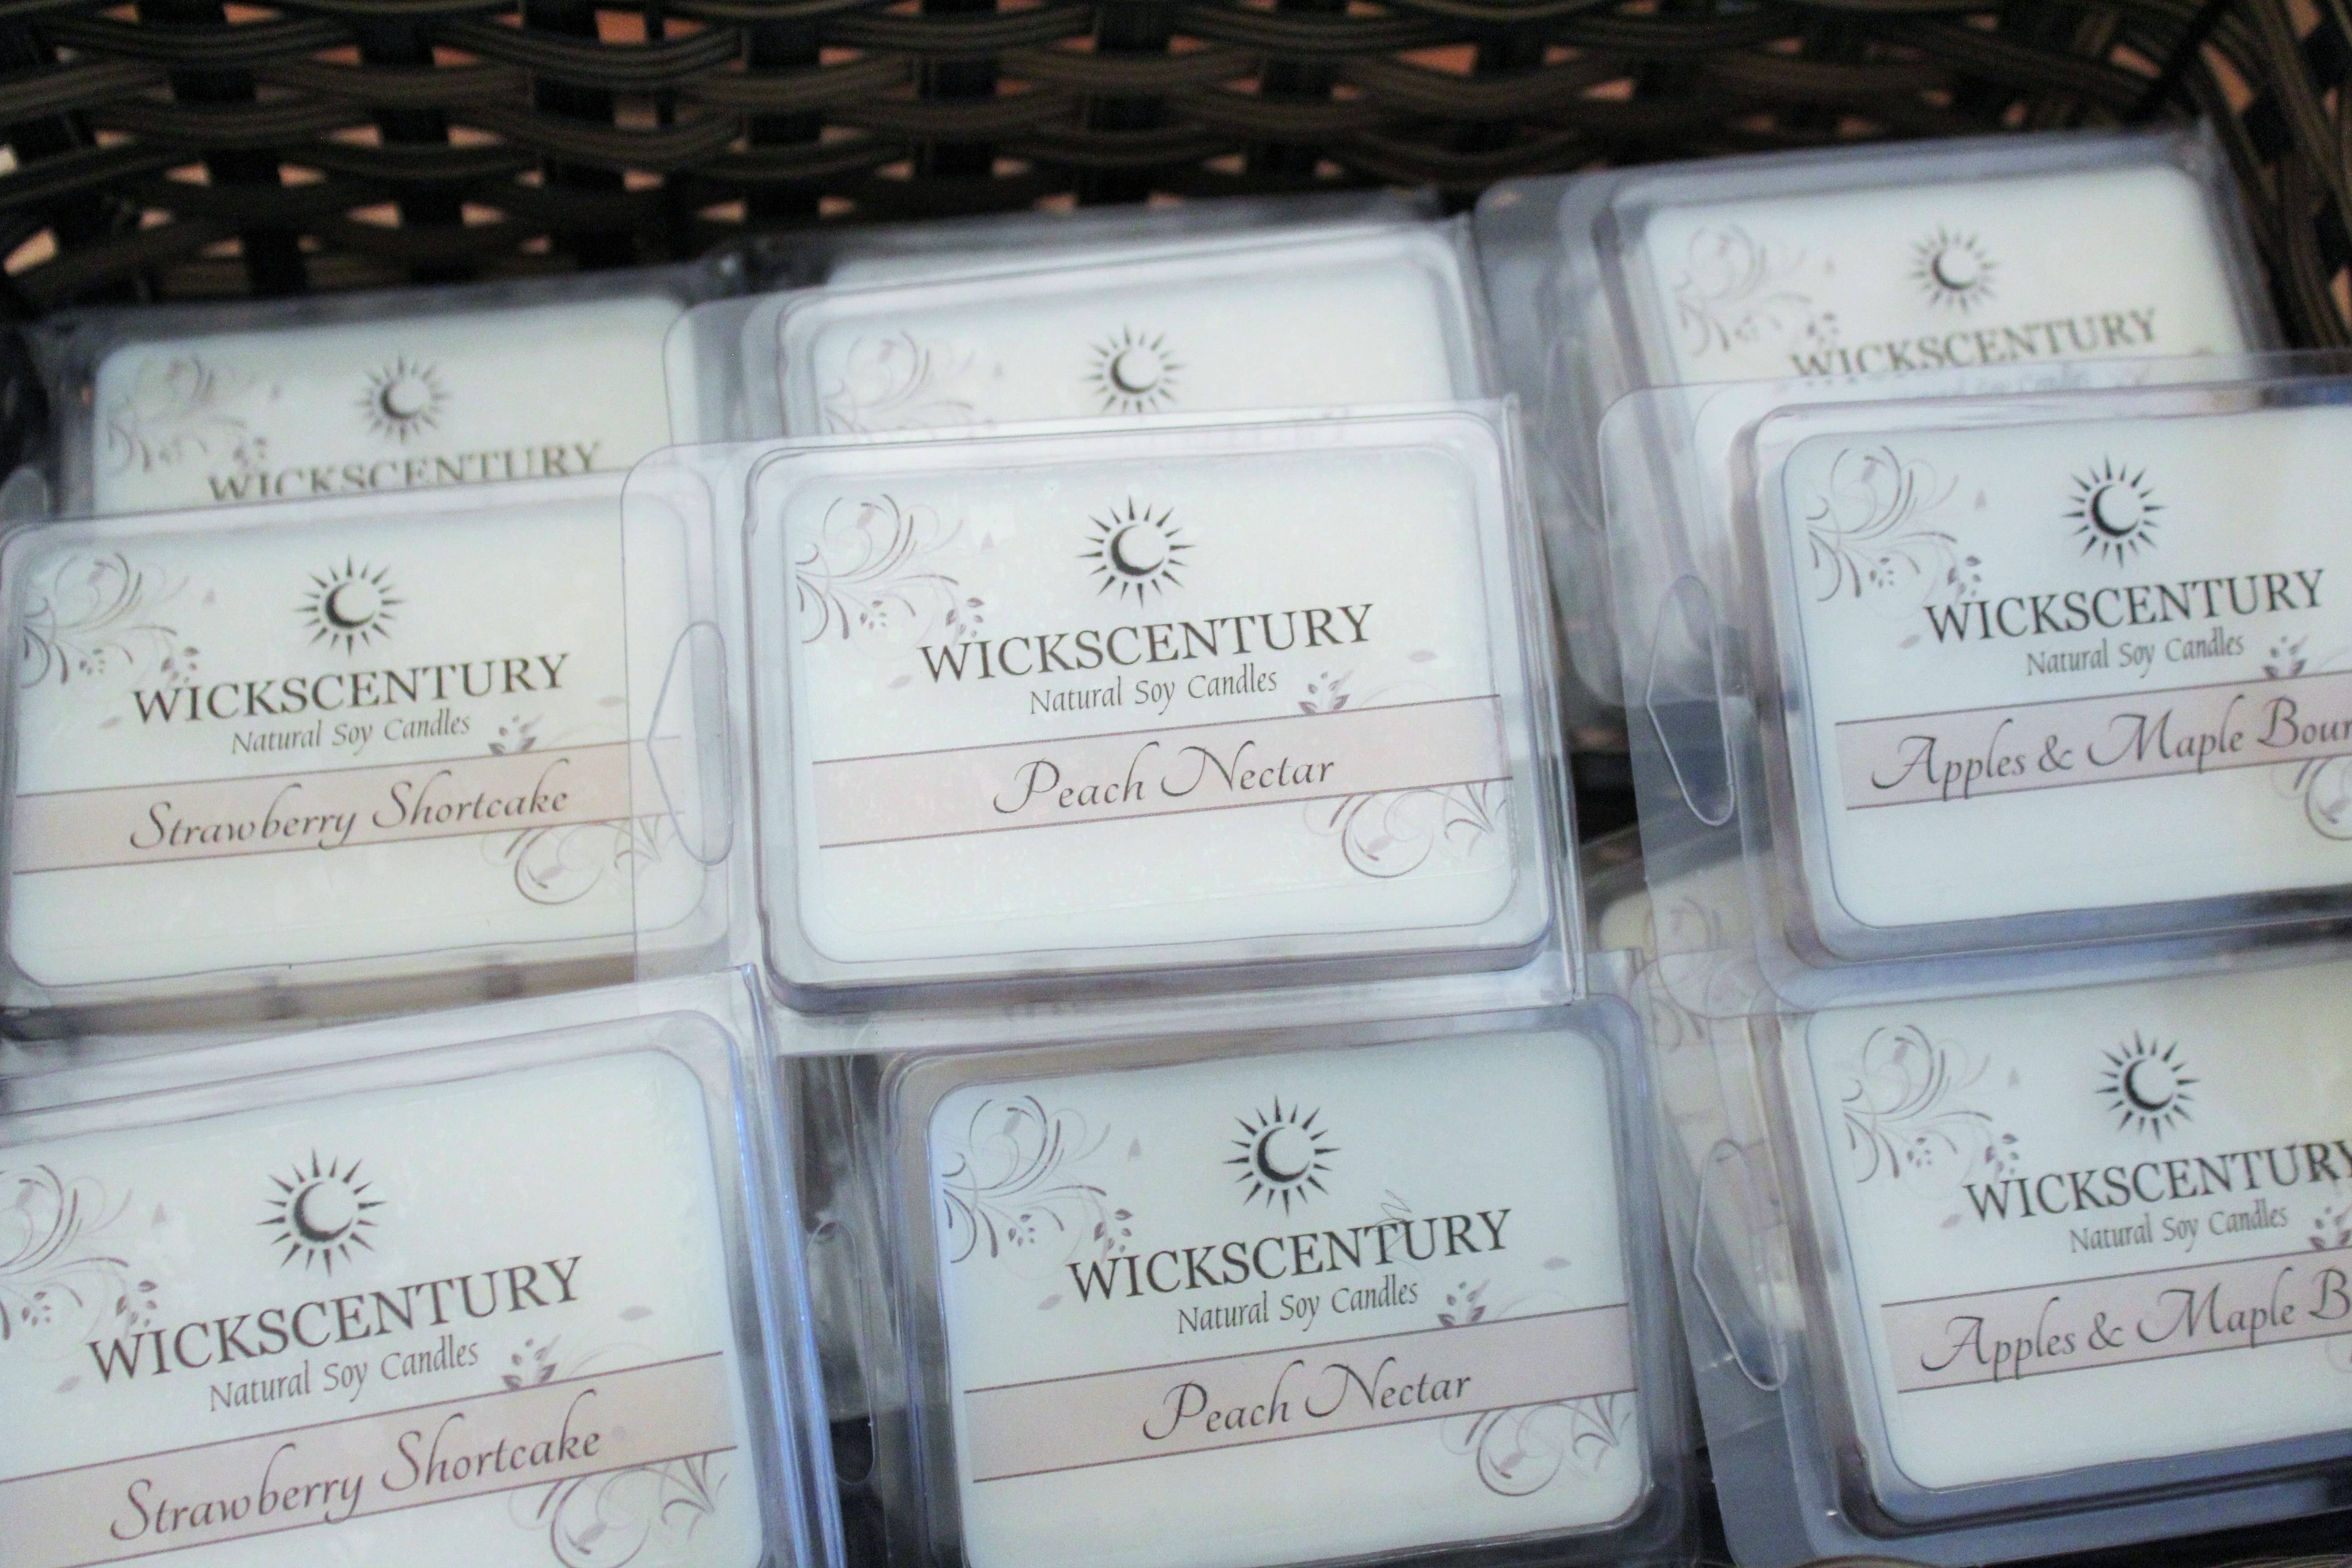 WICKSCENTURY
WICKSCENTURY
WICKSCENTURY
Natural Soy Candles
Strawberry Shortcake
WICKSCENTURY
Natural Soy Candles
Peach Nectar
WICKSCENTURY
Natural Soy Candles
Apples & Maple Bour
WICKSCENTURY
Natural Soy Candles
Strawberry Shortcake
WICKSCENTURY
Natural Soy Candles
Peach Nectar
WICKSCENTURY
Natural Soy Candles
Apples & Maple B